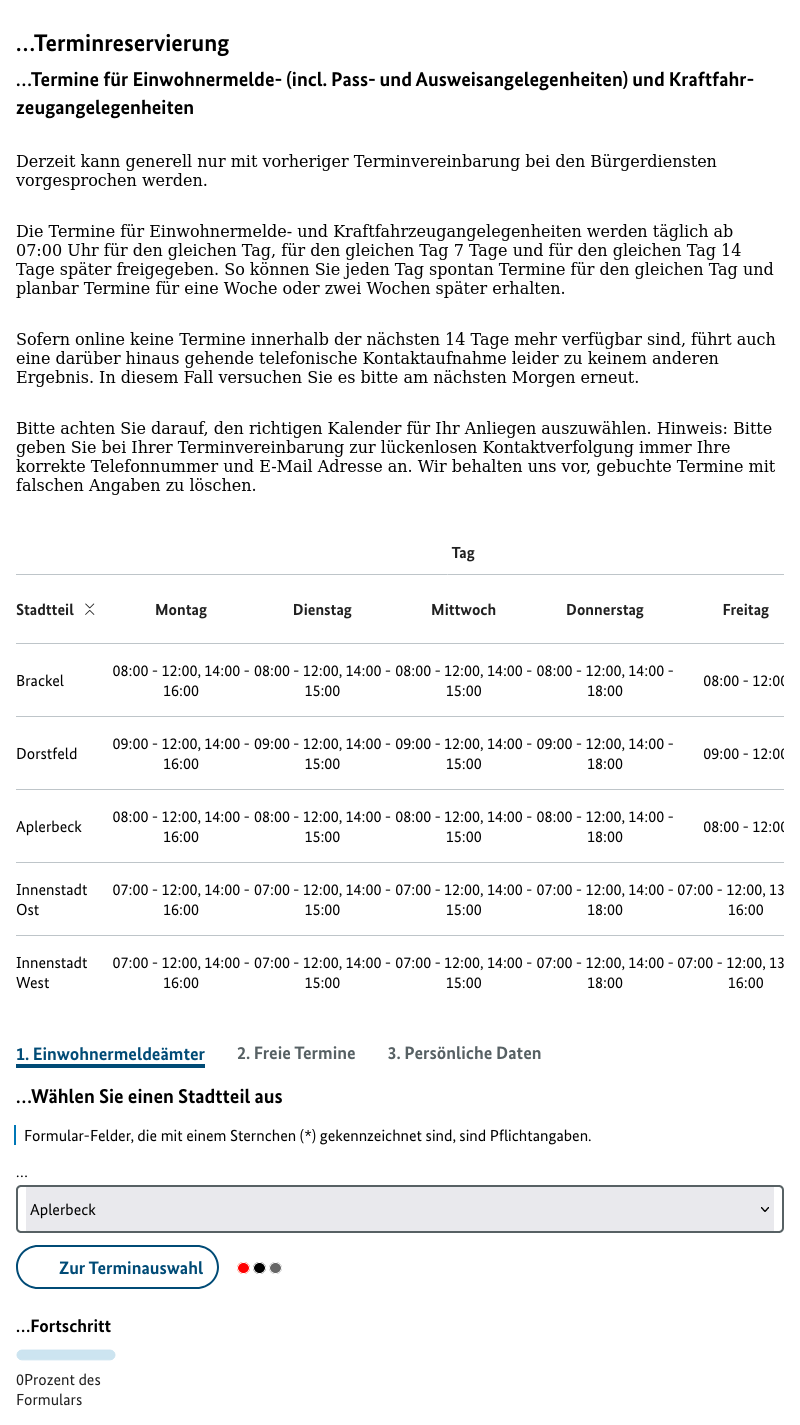 ...Terminreservierung
...Termine für Einwohnermelde- (incl. Pass- und Ausweisangelegenheiten) und Kraftfahr-
zeugangelegenheiten
Derzeit kann generell nur mit vorheriger Terminvereinbarung bei den Bürgerdiensten
vorgesprochen werden.
Die Termine für Einwohnermelde- und Kraftfahrzeugangelegenheiten werden täglich ab
07:00 Uhr für den gleichen Tag, für den gleichen Tag 7 Tage und für den gleichen Tag 14
Tage später freigegeben. So können Sie jeden Tag spontan Termine für den gleichen Tag und
planbar Termine für eine Woche oder zwei Wochen später erhalten.
Sofern online keine Termine innerhalb der nächsten 14 Tage mehr verfügbar sind, führt auch
eine darüber hinaus gehende telefonische Kontaktaufnahme leider zu keinem anderen
Ergebnis. In diesem Fall versuchen Sie es bitte am nächsten Morgen erneut.
Bitte achten Sie darauf, den richtigen Kalender für Ihr Anliegen auszuwählen. Hinweis: Bitte
geben Sie bei Ihrer Terminvereinbarung zur lückenlosen Kontaktverfolgung immer Ihre
korrekte Telefonnummer und E-Mail Adresse an. Wir behalten uns vor, gebuchte Termine mit
falschen Angaben zu löschen.
Tag
Stadtteil Montag Dienstag Mittwoch Donnerstag Freitag
08:00 - 12:00, 14:00 - 08:00 - 12:00, 14:00 - 08:00 - 12:00, 14:00 - 08:00 - 12:00, 14:00 -
Brackel 08:00 - 12:00
16:00 15:00 15:00 18:00
09:00 - 12:00, 14:00 - 09:00 - 12:00, 14:00 - 09:00 - 12:00, 14:00 - 09:00 - 12:00, 14:00 -
Dorstfeld 09:00 - 12:00
16:00 15:00 15:00 18:00
08:00 - 12:00, 14:00 - 08:00 - 12:00, 14:00 - 08:00 - 12:00, 14:00 - 08:00 - 12:00, 14:00 -
Aplerbeck 08:00 - 12:00
16:00 15:00 15:00 18:00
Innenstadt 07:00 - 12:00, 14:00 - 07:00 - 12:00, 14:00 - 07:00 - 12:00, 14:00 - 07:00 - 12:00, 14:00 - 07:00 - 12:00, 13
Ost 16:00 15:00 15:00 18:00 16:00
Innenstadt 07:00 - 12:00, 14:00 - 07:00 - 12:00, 14:00 - 07:00 - 12:00, 14:00 - 07:00 - 12:00, 14:00 - 07:00 - 12:00, 13
West 16:00 15:00 15:00 18:00 16:00
1. Einwohnermeldeämter 2. Freie Termine 3. Persönliche Daten
...Wählen Sie einen Stadtteil aus
Formular-Felder, die mit einem Sternchen (*) gekennzeichnet sind, sind Pflichtangaben.
...
Aplerbeck
Zur Terminauswahl
...Fortschritt
0Prozent des
Formulars